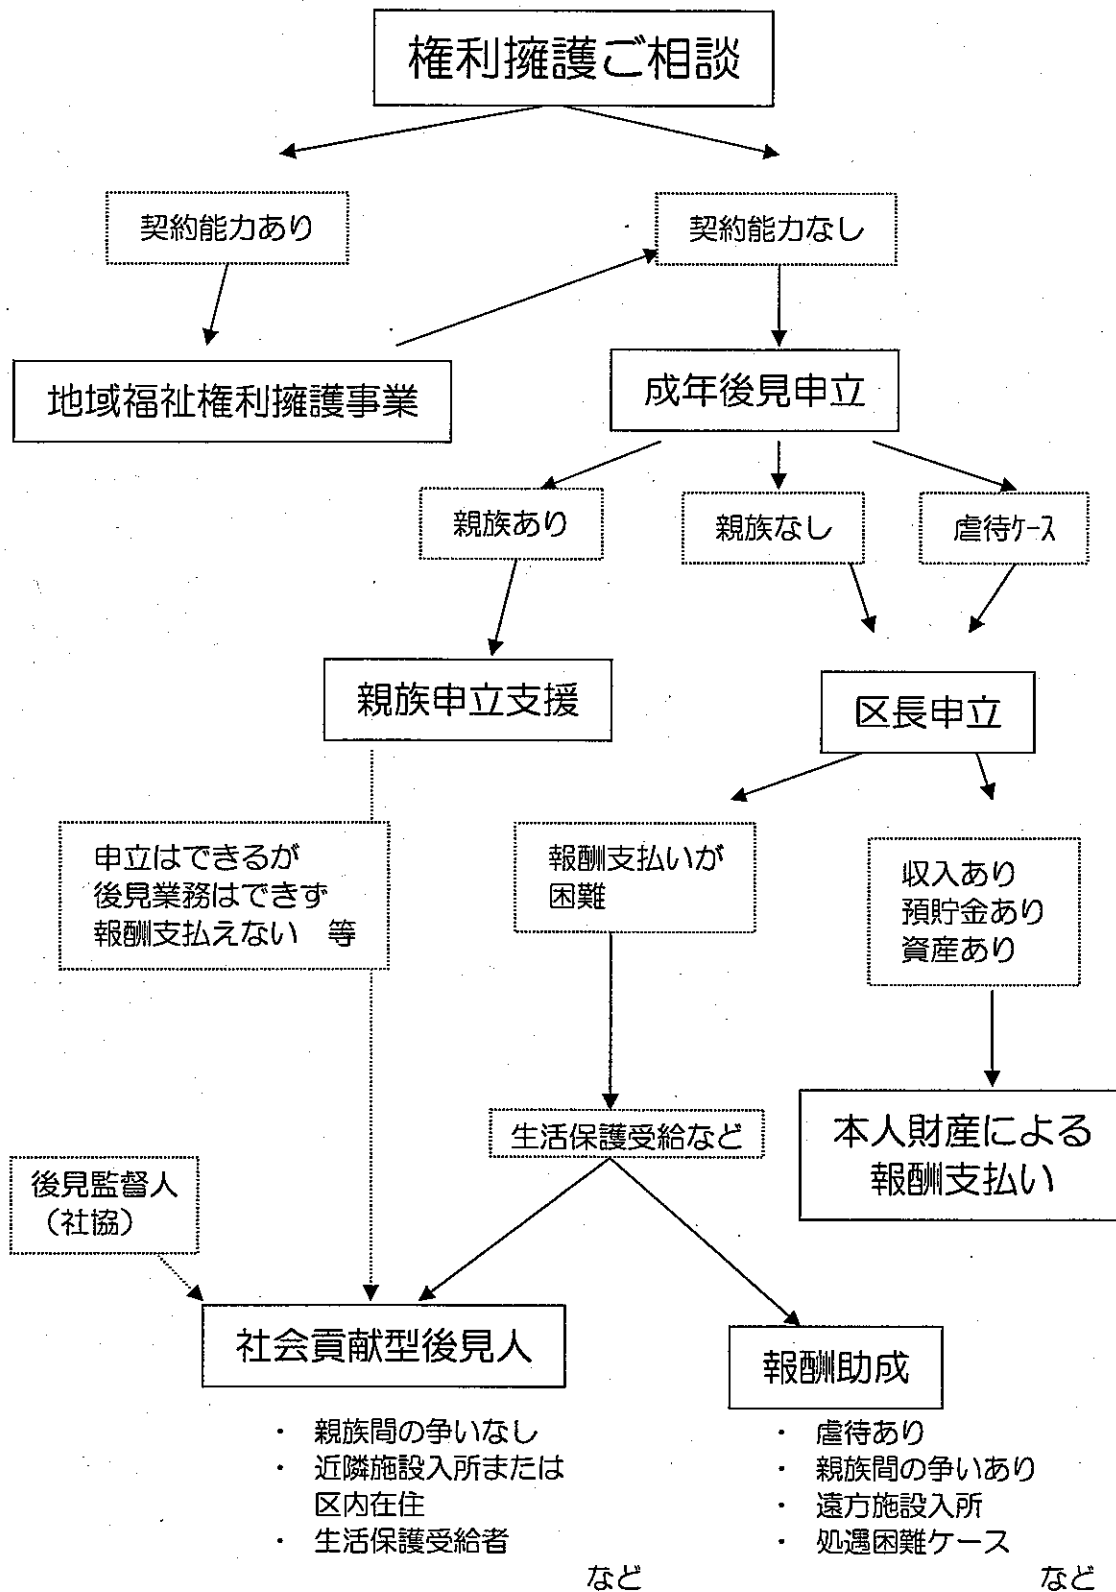 権利擁護ご相談
契約能力あり
契約能力なし
地域福祉権利擁護事業
成年後見申立
親族あり
親族なし
虐待ｹｰｽ
親族申立支援
区長申立
申立はできるが
後見業務はできず
報酬支払えない　等
報酬支払いが
困難
収入あり
預貯金あり
資産あり
生活保護受給など
本人財産による
報酬支払い
後見監督人
（社協）
社会貢献型後見人
報酬助成
・ 親族間の争いなし
・ 近隣施設入所または
区内在住
・ 生活保護受給者
など
・ 虐待あり
・ 親族間の争いあり
・ 遠方施設入所
・ 処遇困難ケース
など